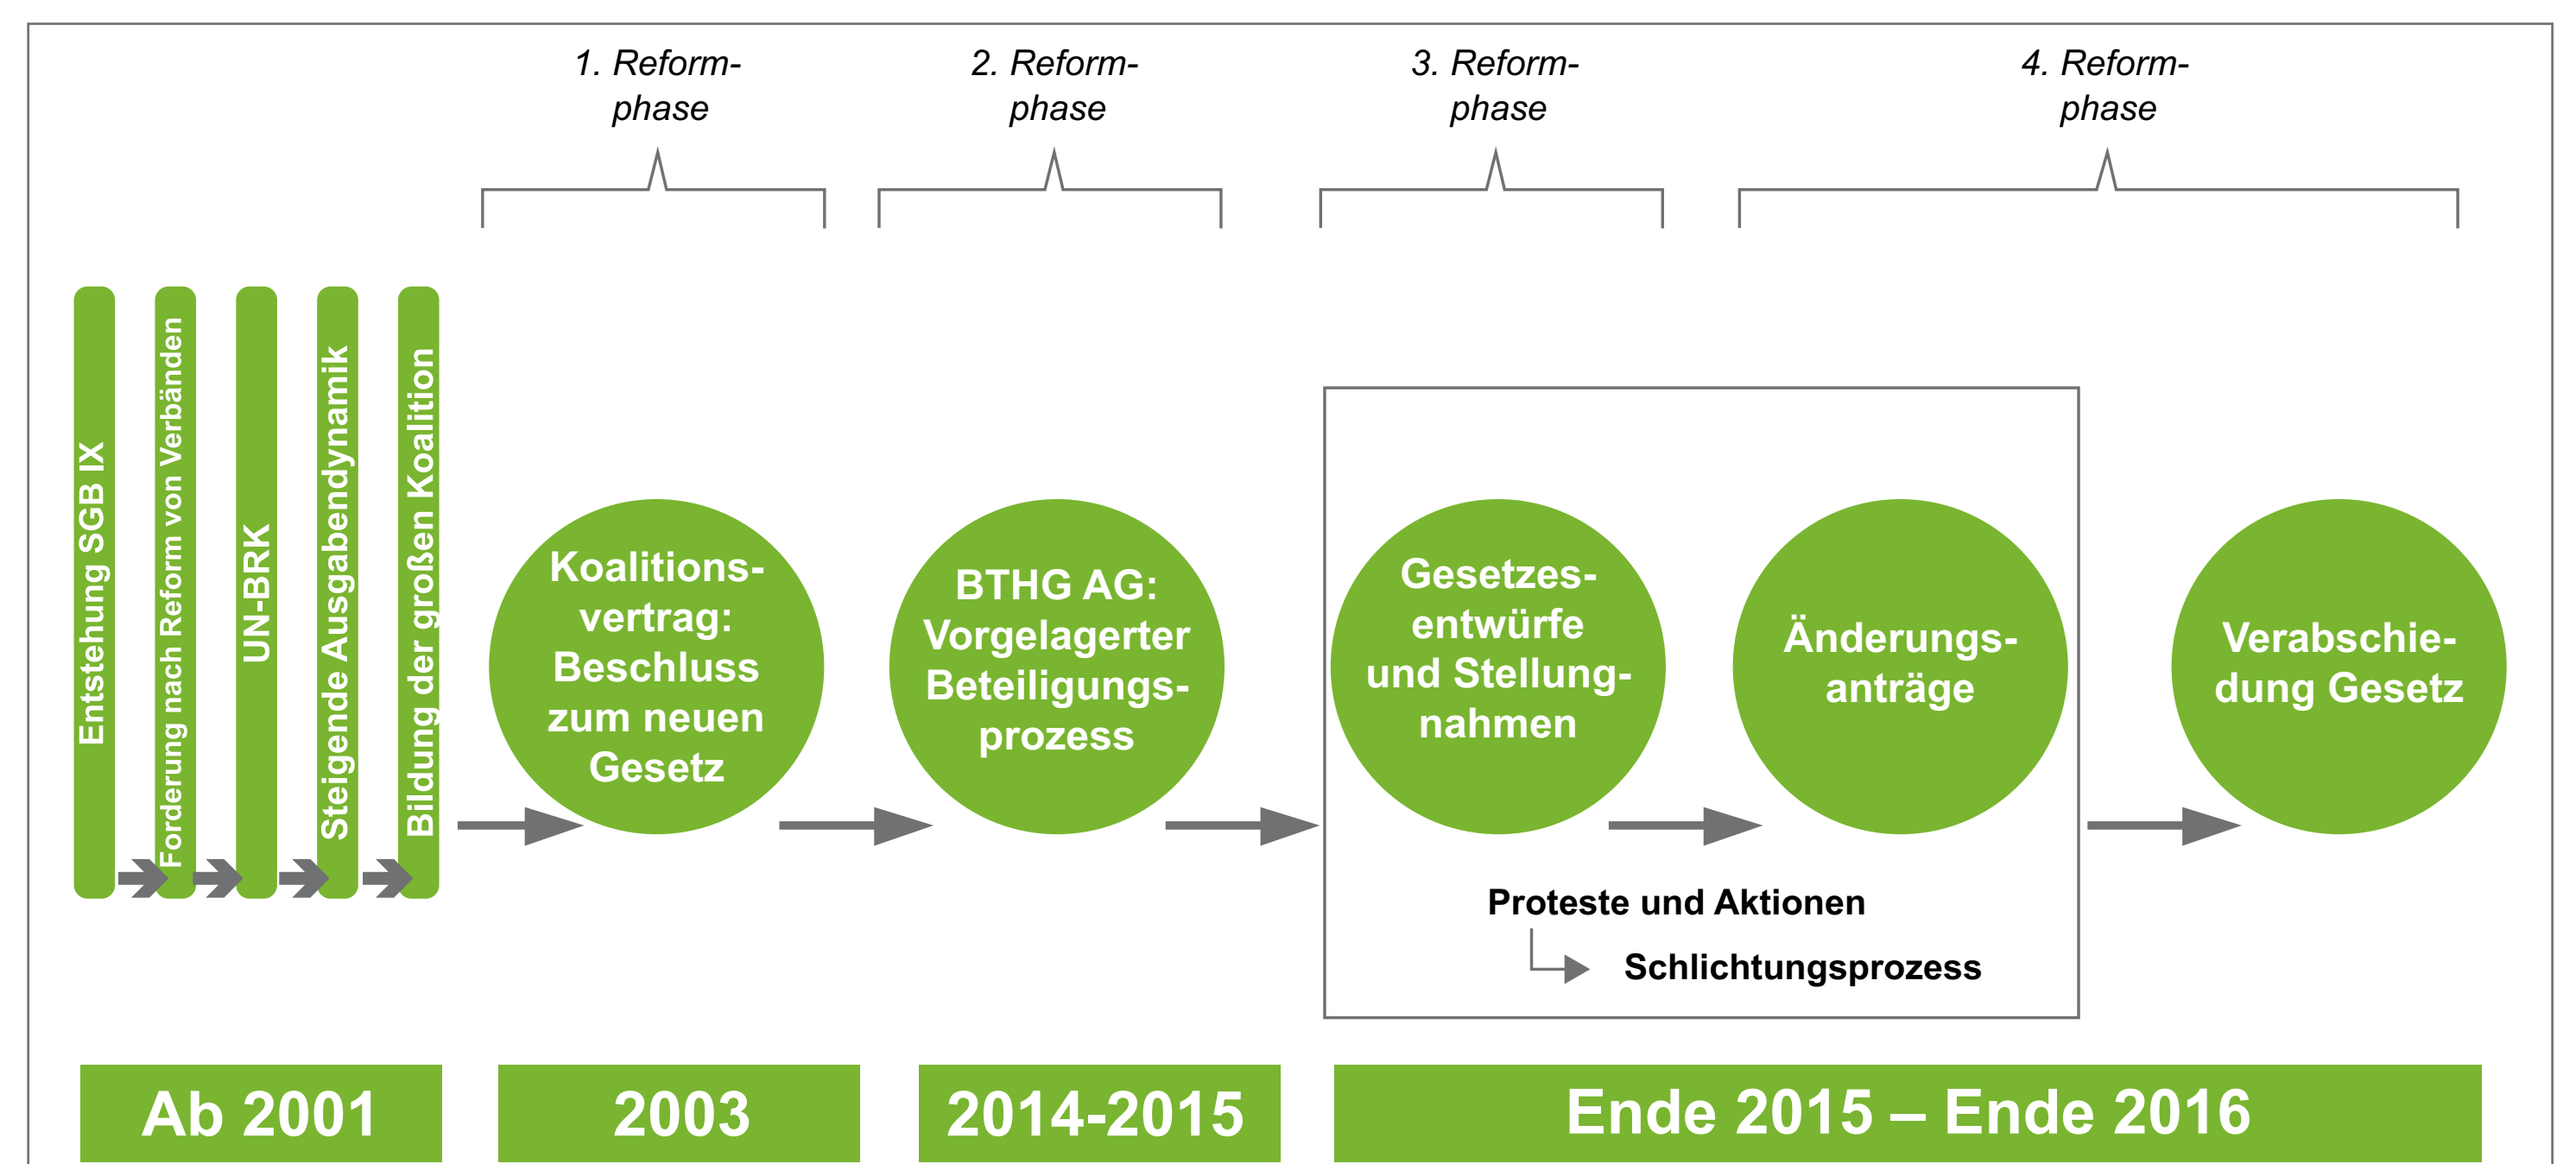 1. Reform-
phase
2. Reform-
phase
3. Reform-
phase
4. Reform-
phase
Entstehung SGB IX
Forderung nach Reform von Verbänden
UN-BRK
Steigende Ausgabendynamik
Bildung der großen Koalition
Koalitions-
vertrag:
Beschluss
zum neuen
Gesetz
BTHG AG:
Vorgelagerter
Beteiligungs-
prozess
Gesetzes-
entwürfe
und Stellung-
nahmen
Änderungs-
anträge
Verabschie-
dung Gesetz
Proteste und Aktionen
Schlichtungsprozess
Ab 2001
2003
2014-2015
Ende 2015 – Ende 2016